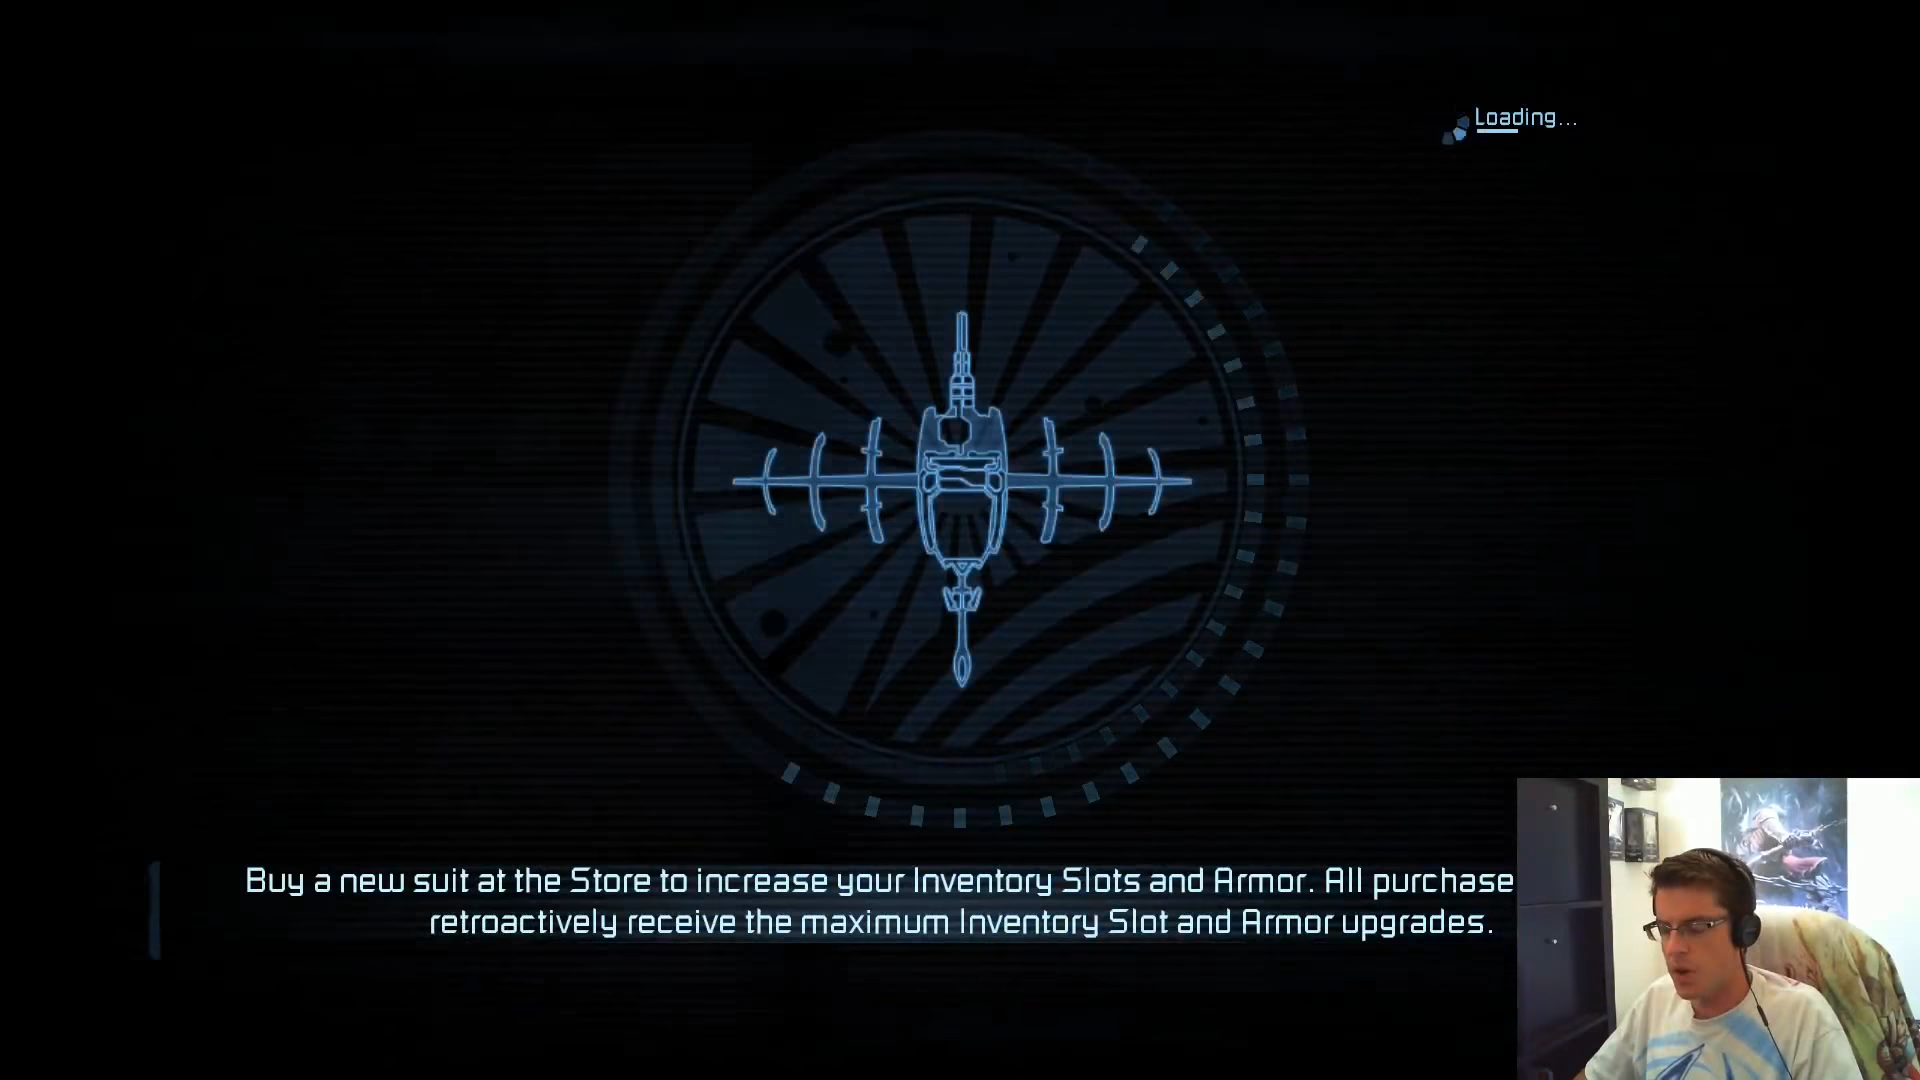 Loading...
Buy a new suit at the Store to increase your Inventory Slots and Armor. All purchase
retroactively receive the maximum Inventory Slot and Armor upgrades.